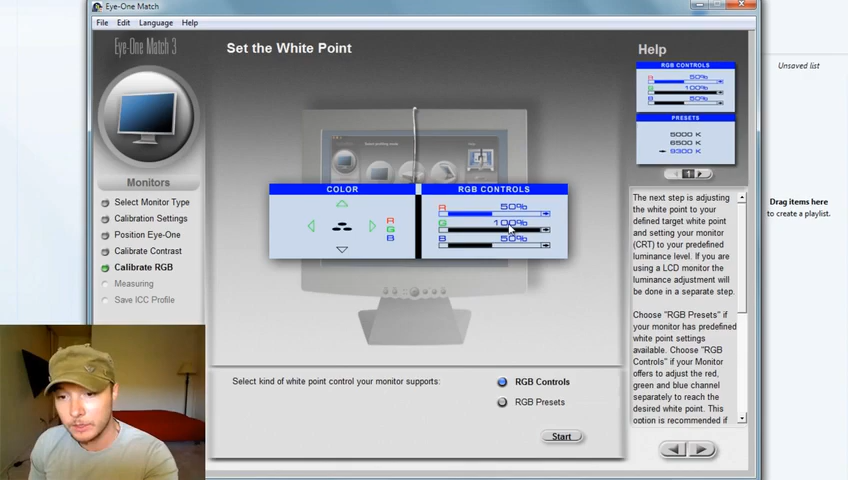 Eye-One Match
File Edit Language Help
Eye-One Match 3
Set the White Point
Help
Unsaved list
RGB CONTROLS
R 50%
G 100%
B 50%
PRESETS
5000 K
6500 K
9300 K
1
Monitors
Select Monitor Type
Calibration Settings
Position Eye-One
Calibrate Contrast
Calibrate RGB
Measuring
Save ICC Profile
COLOR
R
G
B
RGB CONTROLS
R 50%
G 100%
B 50%
The next step is adjusting
the white point to your
defined target white point
and setting your monitor
(CRT) to your predefined
luminance level. If you are
using a LCD monitor the
luminance adjustment will
be done in a separate step.
Choose "RGB Presets" if
your monitor has predefined
white point settings
available. Choose "RGB
Controls" if your Monitor
offers to adjust the red,
green and blue channel
separately to reach the
desired white point. This
option is recommended if
Drag items here
to create a playlist.
Select kind of white point control your monitor supports:
RGB Controls
RGB Presets
Start